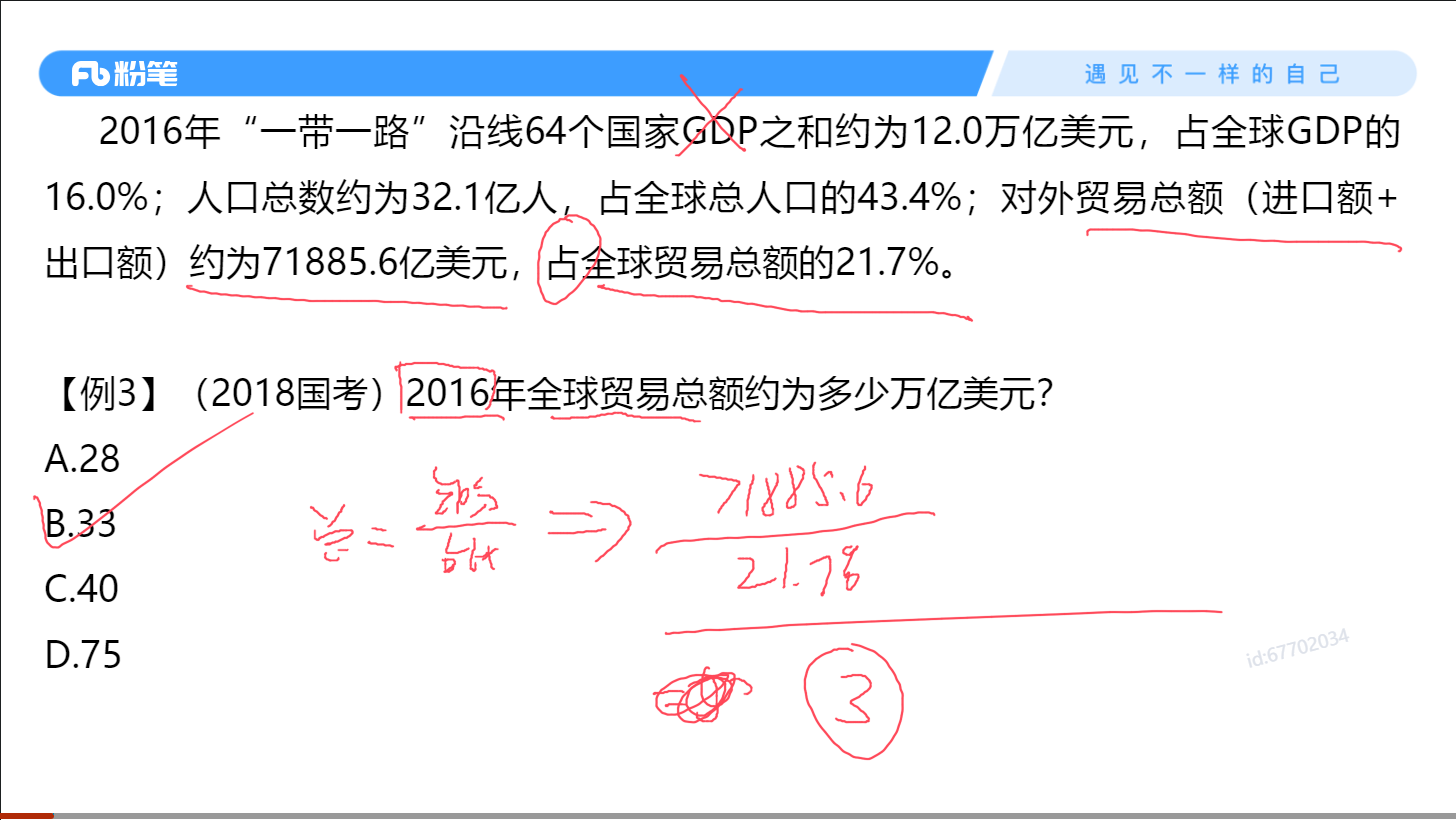 粉笔
遇见不一样的自己
2016年“一带一路”沿线64个国家GDP之和约为12.0万亿美元，占全球GDP的
16.0%；人口总数约为32.1亿人，占全球总人口的43.4%；对外贸易总额（进口额+
出口额）约为71885.6亿美元，占全球贸易总额的21.7%。
【例3】（2018国考）2016年全球贸易总额约为多少万亿美元？
A.28
B.33
C.40
D.75
总 = 部分 / 占比 ⇒ 71885.6 / 21.7%
3
id:67702034